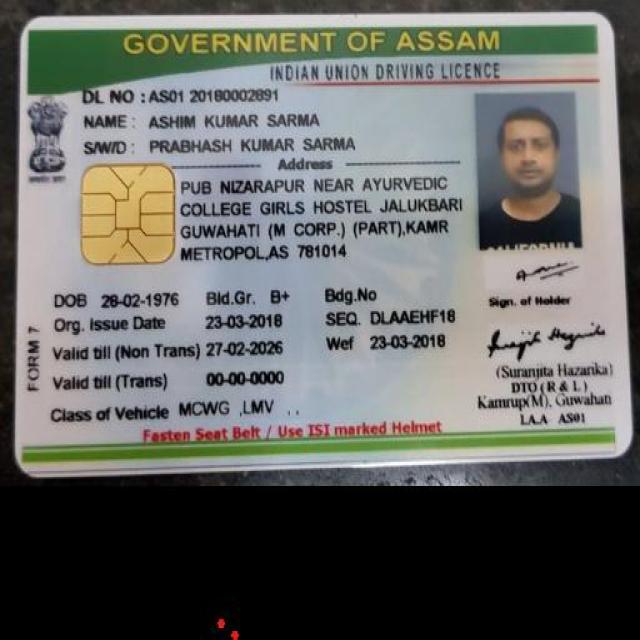 GOVERNMENT OF ASSAM
INDIAN UNION DRIVING LICENCE
DL NO : AS01 20180002891
NAME : ASHIM KUMAR SARMA
S/W/D : PRABHASH KUMAR SARMA
Address
PUB NIZARAPUR NEAR AYURVEDIC
COLLEGE GIRLS HOSTEL JALUKBARI
GUWAHATI (M CORP.) (PART),KAMR
METROPOL,AS 781014
DOB 28-02-1976 Bld.Gr. B+ Bdg.No
Org. Issue Date 23-03-2018 SEQ. DLAAEHF18
Valid till (Non Trans) 27-02-2026 Wef 23-03-2018
Valid till (Trans) 00-00-0000
Class of Vehicle MCWG ,LMV , ,
Fasten Seat Belt / Use ISI marked Helmet
FORM 7
Sign. of Holder
(Suranjita Hazarika)
DTO (R & L)
Kamrup(M), Guwahan
LAA AS01